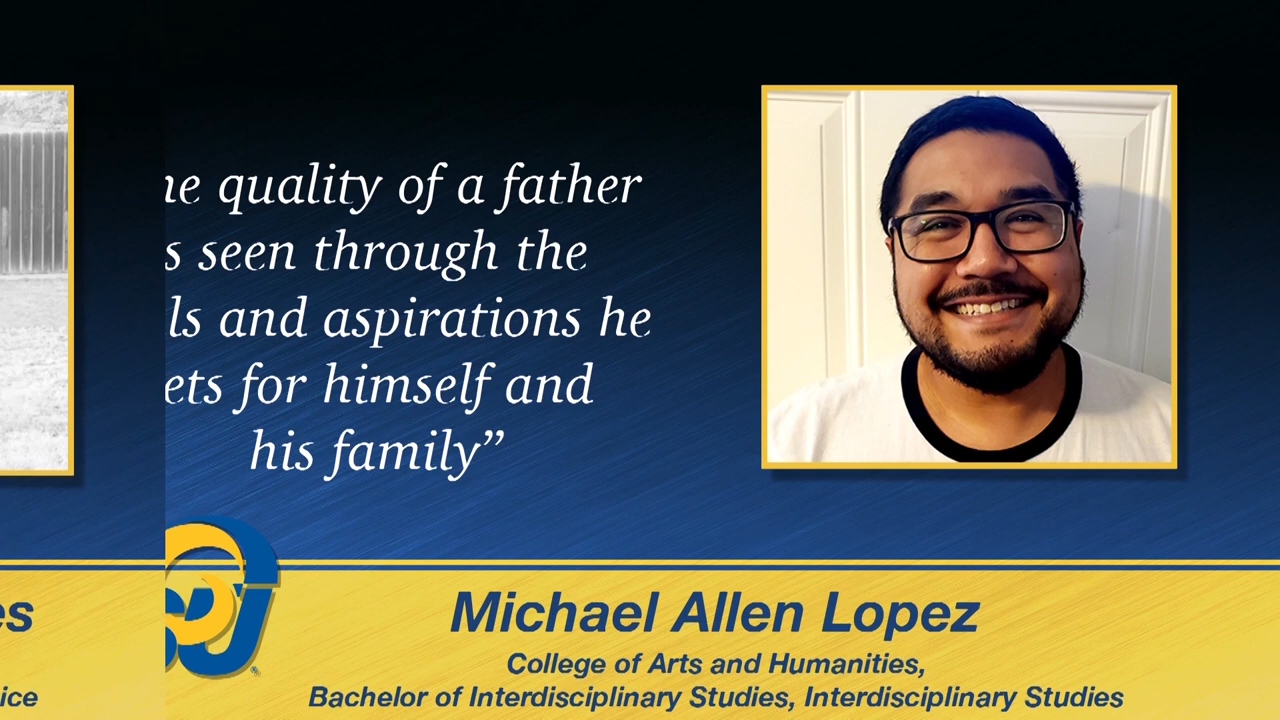 he quality of a father
s seen through the
ls and aspirations he
ets for himself and
his family”
es
ice
Michael Allen Lopez
College of Arts and Humanities,
Bachelor of Interdisciplinary Studies, Interdisciplinary Studies